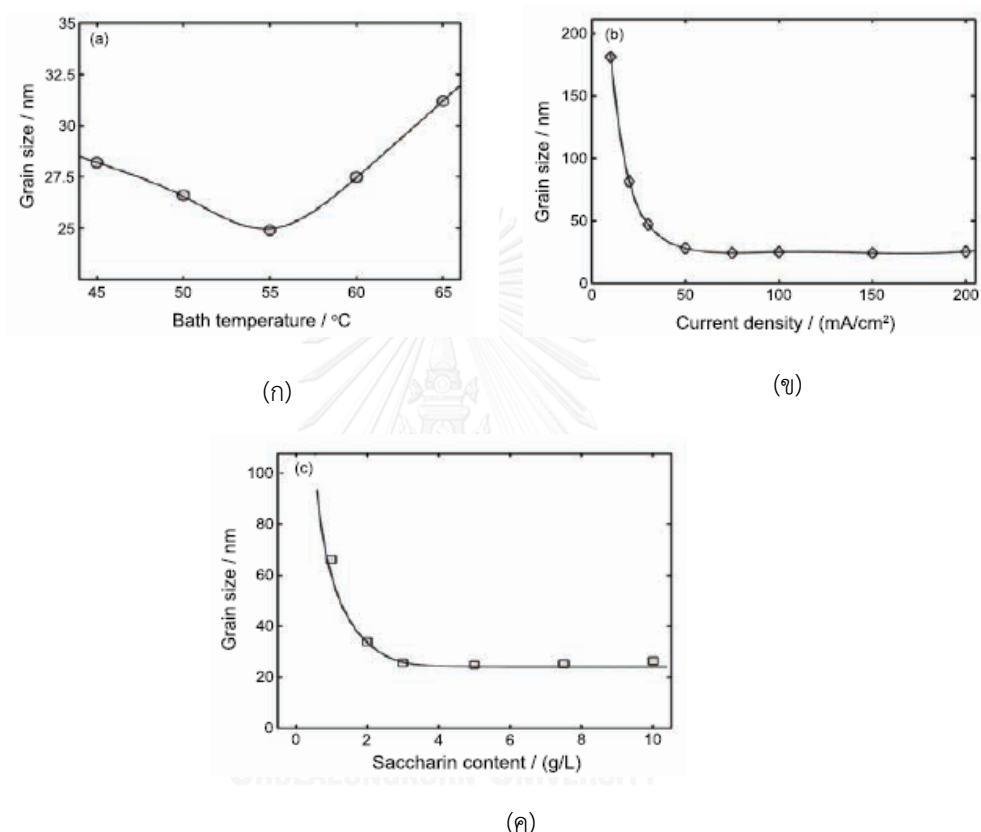 (a)
Grain size / nm
35
32.5
30
27.5
25
45 50 55 60 65
Bath temperature / °C
(ก)
(b)
Grain size / nm
200
150
100
50
0
0 50 100 150 200
Current density / (mA/cm²)
(ข)
(c)
Grain size / nm
100
80
60
40
20
0
0 2 4 6 8 10
Saccharin content / (g/L)
CHULALONGKORN UNIVERSITY
(ค)